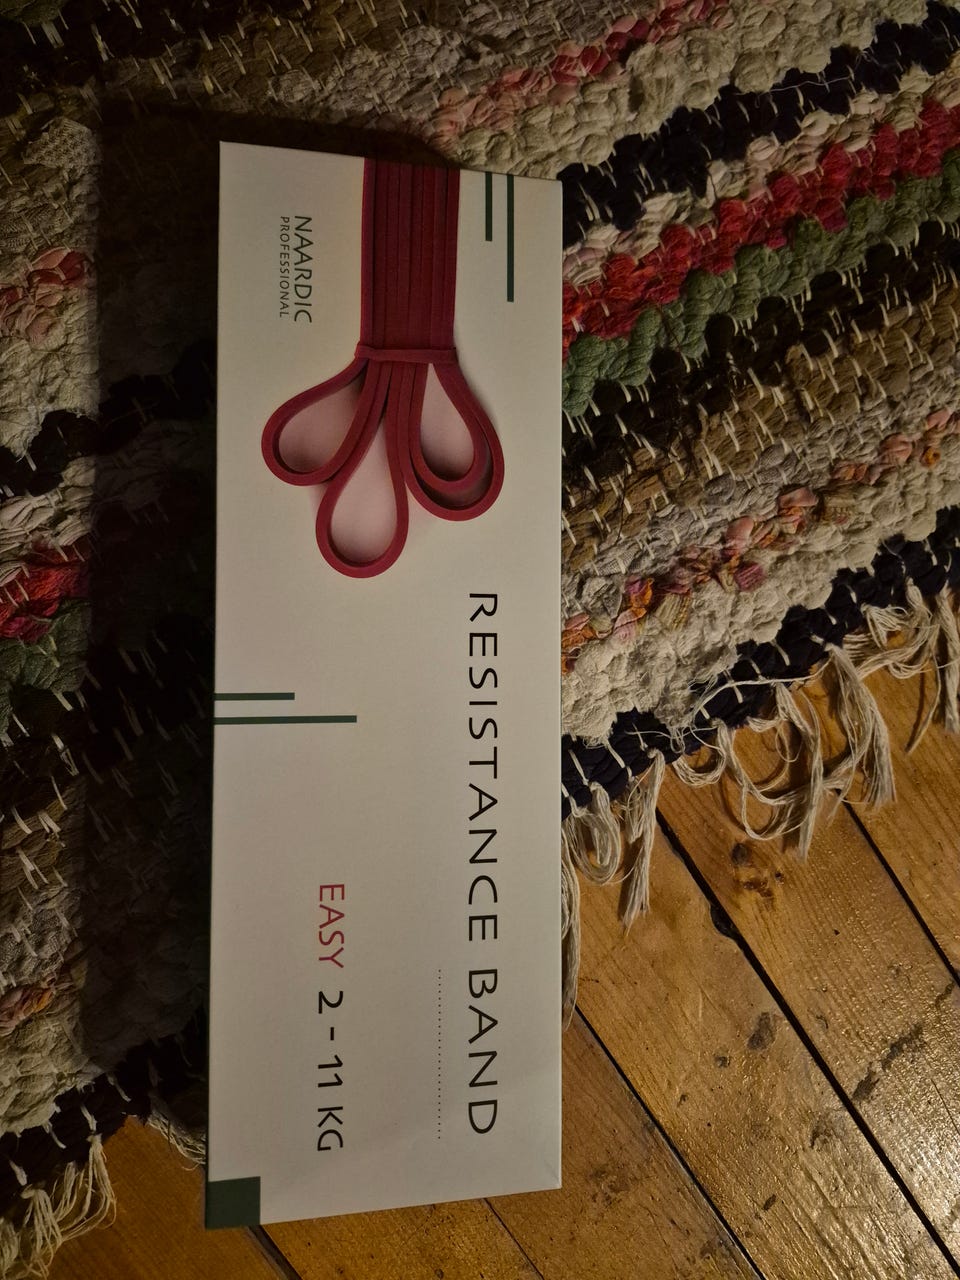 NAARDIC
PROFESSIONAL
RESISTANCE BAND
EASY 2 - 11 KG